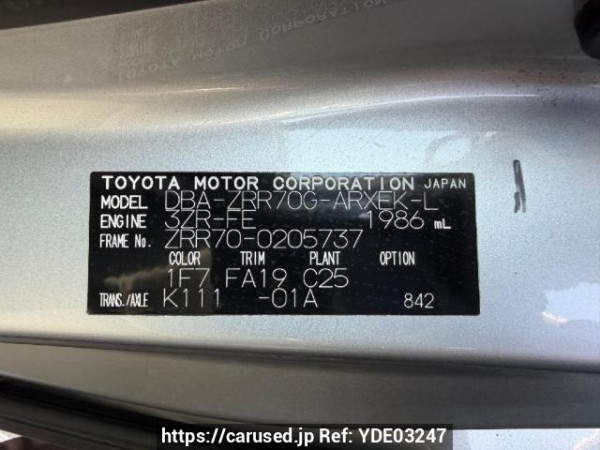 TOYOTA MOTOR CORPORATION JAPAN
MODEL DBA-ZRR70G-ARXEK-L
ENGINE 3ZR-FE 1986 mL
FRAME No. ZRR70-0205737
COLOR TRIM PLANT OPTION
1F7 FA19 C25
TRANS./AXLE K111 -01A 842
https://carused.jp Ref: YDE03247